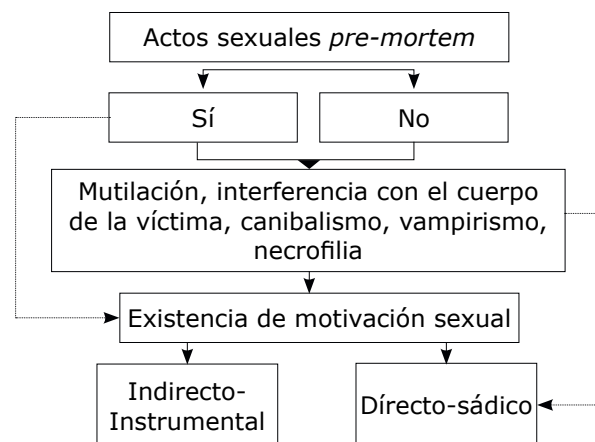 Actos sexuales pre-mortem
Sí
No
Mutilación, interferencia con el cuerpo
de la víctima, canibalismo, vampirismo,
necrofilia
Existencia de motivación sexual
Indirecto-
Instrumental
Dírecto-sádico